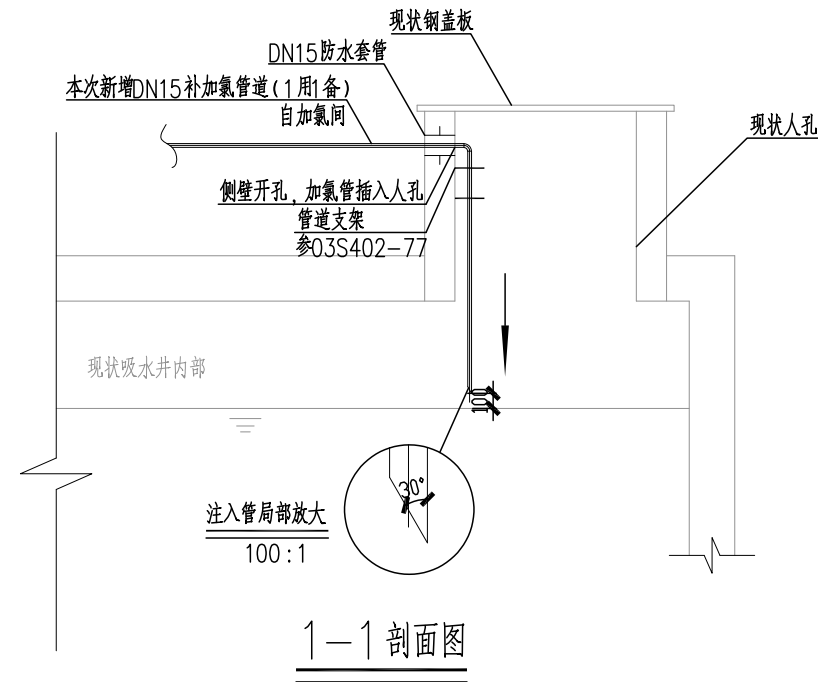 现状钢盖板
DN15防水套管
本次新增DN15补加氯管道(1用1备)
自加氯间
现状人孔
侧壁开孔,加氯管插入人孔
管道支架
参03S402-77
现状吸水井内部
100
30°
注入管局部放大
100:1
1-1剖面图